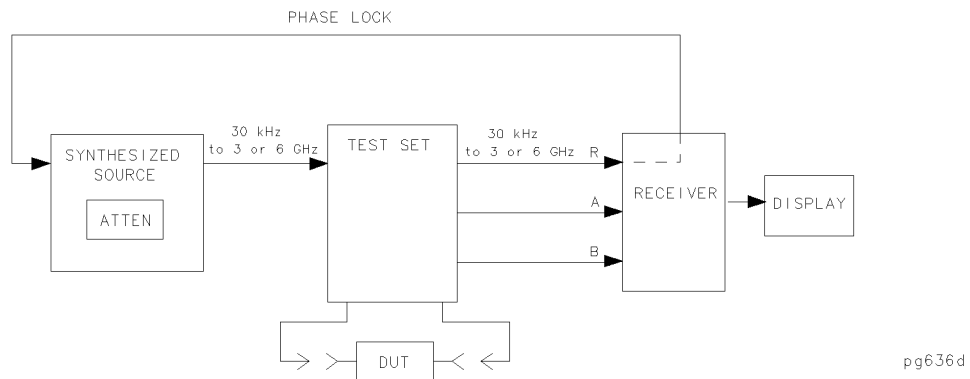 PHASE LOCK
30 kHz
to 3 or 6 GHz
SYNTHESIZED
SOURCE
ATTEN
TEST SET
30 kHz
to 3 or 6 GHz
R
A
B
RECEIVER
DISPLAY
DUT
pg636d